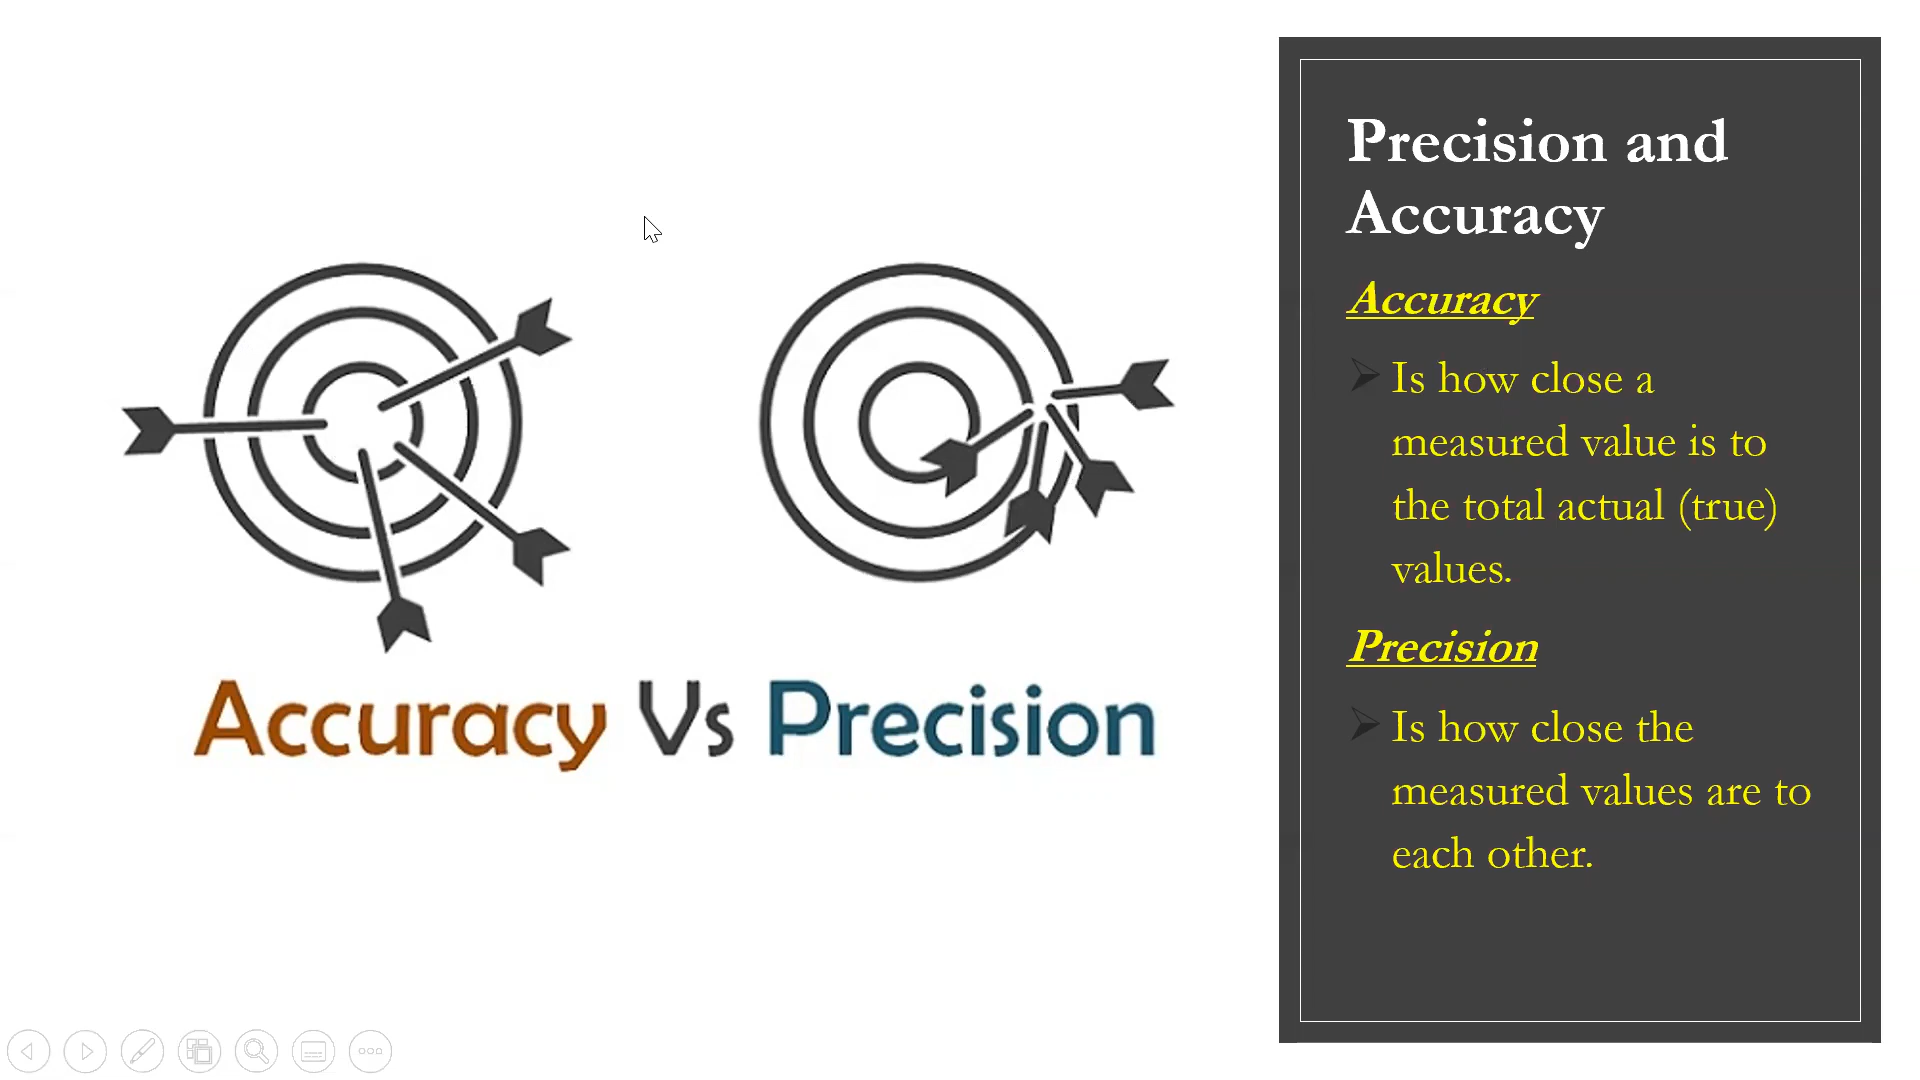 Accuracy Vs Precision
Precision and
Accuracy
Accuracy
Is how close a
measured value is to
the total actual (true)
values.
Precision
Is how close the
measured values are to
each other.